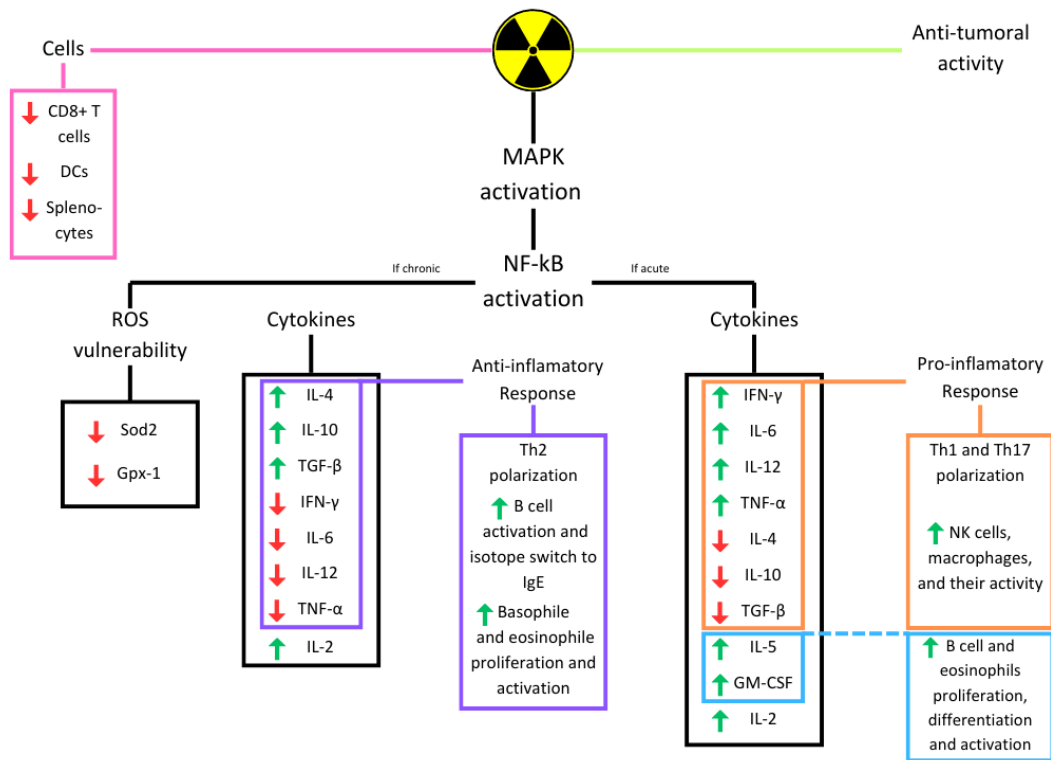 Cells
Anti-tumoral
activity
CD8+ T
cells
DCs
Spleno-
cytes
MAPK
activation
NF-kB
activation
If chronic
If acute
ROS
vulnerability
Sod2
Gpx-1
Cytokines
IL-4
IL-10
TGF-β
IFN-γ
IL-6
IL-12
TNF-α
IL-2
Anti-inflamatory
Response
Th2
polarization
B cell
activation and
isotope switch to
IgE
Basophile
and eosinophile
proliferation and
activation
Cytokines
IFN-γ
IL-6
IL-12
TNF-α
IL-4
IL-10
TGF-β
IL-5
GM-CSF
IL-2
Pro-inflamatory
Response
Th1 and Th17
polarization
NK cells,
macrophages,
and their activity
B cell and
eosinophils
proliferation,
differentiation
and activation